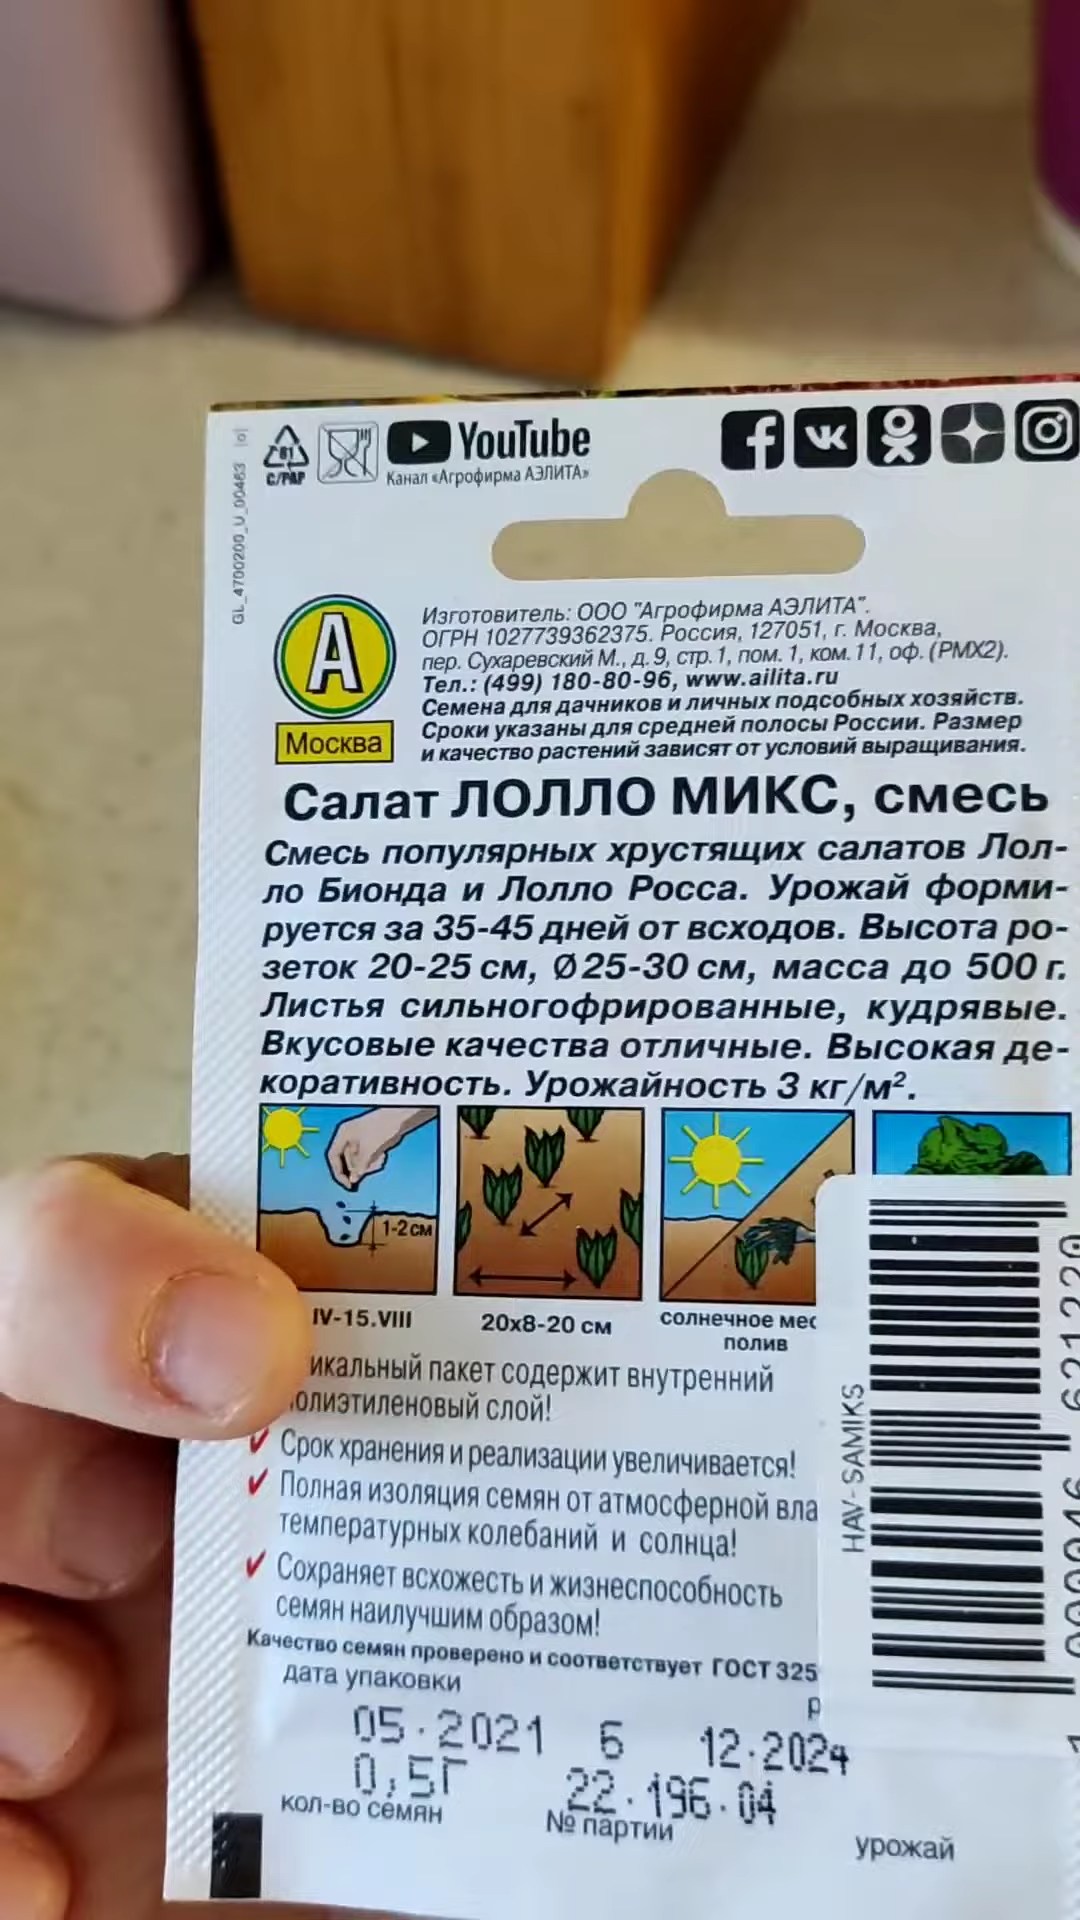 YouTube
Канал «Агрофирма АЭЛИТА»
81
C/PAP
GL_4700200_U_00463
А
Москва
Изготовитель: ООО "Агрофирма АЭЛИТА".
ОГРН 1027739362375. Россия, 127051, г. Москва,
пер. Сухаревский М., д. 9, стр. 1, пом. 1, ком. 11, оф. (РМХ2).
Тел.: (499) 180-80-96, www.ailita.ru
Семена для дачников и личных подсобных хозяйств.
Сроки указаны для средней полосы России. Размер
и качество растений зависят от условий выращивания.
Салат ЛОЛЛО МИКС, смесь
Смесь популярных хрустящих салатов Лол-
ло Бионда и Лолло Росса. Урожай форми-
руется за 35-45 дней от всходов. Высота ро-
зеток 20-25 см, Ø25-30 см, масса до 500 г.
Листья сильногофрированные, кудрявые.
Вкусовые качества отличные. Высокая де-
коративность. Урожайность 3 кг/м².
1-2 см
IV-15.VIII
20х8-20 см
солнечное мес
полив
икальный пакет содержит внутренний
олиэтиленовый слой!
✓ Срок хранения и реализации увеличивается!
✓ Полная изоляция семян от атмосферной вла
температурных колебаний и солнца!
✓ Сохраняет всхожесть и жизнеспособность
семян наилучшим образом!
Качество семян проверено и соответствует ГОСТ 325
дата упаковки
р
05.2021 6 12.2024
0,5Г 22.196.04
кол-во семян
№ партии
урожай
HAV-SAMIKS